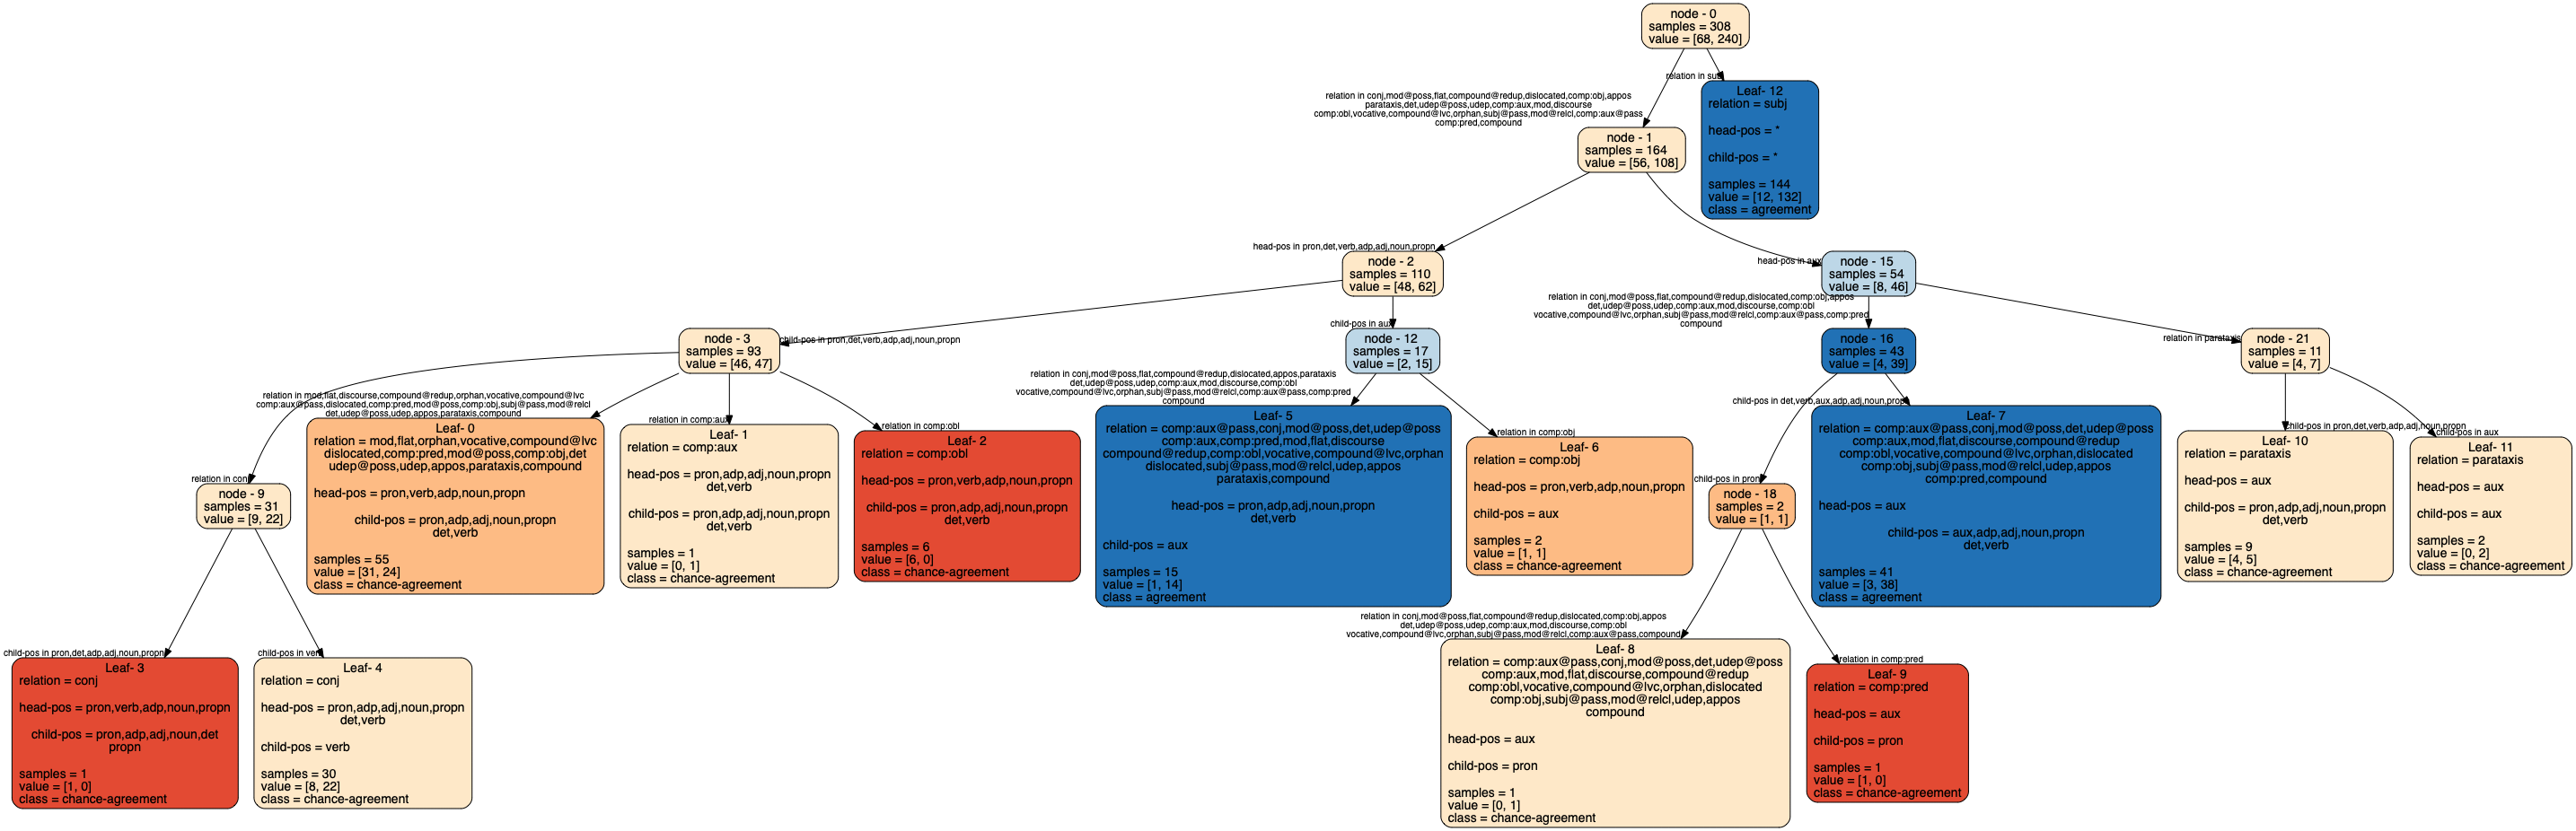 node - 0
samples = 308
value = [68, 240]
relation in conj,mod@poss,flat,compound@redup,dislocated,comp:obj,appos
parataxis,det,udep@poss,udep,comp:aux,mod,discourse
comp:obl,vocative,compound@lvc,orphan,subj@pass,mod@relcl,comp:aux@pass
comp:pred,compound
relation in subj
Leaf- 12
relation = subj
head-pos = *
child-pos = *
samples = 144
value = [12, 132]
class = agreement
node - 1
samples = 164
value = [56, 108]
head-pos in pron,det,verb,adp,adj,noun,propn
node - 2
samples = 110
value = [48, 62]
head-pos in aux
node - 15
samples = 54
value = [8, 46]
child-pos in pron,det,verb,adp,adj,noun,propn
node - 3
samples = 93
value = [46, 47]
child-pos in aux
node - 12
samples = 17
value = [2, 15]
relation in conj,mod@poss,flat,compound@redup,dislocated,comp:obj,appos
det,udep@poss,udep,comp:aux,mod,discourse,comp:obl
vocative,compound@lvc,orphan,subj@pass,mod@relcl,comp:aux@pass,comp:pred
compound
node - 16
samples = 43
value = [4, 39]
relation in parataxis
node - 21
samples = 11
value = [4, 7]
relation in conj
node - 9
samples = 31
value = [9, 22]
relation in mod,flat,discourse,compound@redup,orphan,vocative,compound@lvc
comp:aux@pass,dislocated,comp:pred,mod@poss,comp:obj,subj@pass,mod@relcl
det,udep@poss,udep,appos,parataxis,compound
Leaf- 0
relation = mod,flat,orphan,vocative,compound@lvc
dislocated,comp:pred,mod@poss,comp:obj,det
udep@poss,udep,appos,parataxis,compound
head-pos = pron,verb,adp,noun,propn
child-pos = pron,adp,adj,noun,propn
det,verb
samples = 55
value = [31, 24]
class = chance-agreement
relation in comp:aux
Leaf- 1
relation = comp:aux
head-pos = pron,adp,adj,noun,propn
det,verb
child-pos = pron,adp,adj,noun,propn
det,verb
samples = 1
value = [0, 1]
class = chance-agreement
relation in comp:obl
Leaf- 2
relation = comp:obl
head-pos = pron,verb,adp,noun,propn
child-pos = pron,adp,adj,noun,propn
det,verb
samples = 6
value = [6, 0]
class = chance-agreement
relation in conj,mod@poss,flat,compound@redup,dislocated,appos,parataxis
det,udep@poss,udep,comp:aux,mod,discourse,comp:obl
vocative,compound@lvc,orphan,subj@pass,mod@relcl,comp:aux@pass,comp:pred
compound
Leaf- 5
relation = comp:aux@pass,conj,mod@poss,det,udep@poss
comp:aux,comp:pred,mod,flat,discourse
compound@redup,comp:obl,vocative,compound@lvc,orphan
dislocated,subj@pass,mod@relcl,udep,appos
parataxis,compound
head-pos = pron,adp,adj,noun,propn
det,verb
child-pos = aux
samples = 15
value = [1, 14]
class = agreement
relation in comp:obj
Leaf- 6
relation = comp:obj
head-pos = pron,verb,adp,noun,propn
child-pos = aux
samples = 2
value = [1, 1]
class = chance-agreement
child-pos in pron
node - 18
samples = 2
value = [1, 1]
child-pos in det,verb,aux,adp,adj,noun,propn
Leaf- 7
relation = comp:aux@pass,conj,mod@poss,det,udep@poss
comp:aux,mod,flat,discourse,compound@redup
comp:obl,vocative,compound@lvc,orphan,dislocated
comp:obj,subj@pass,mod@relcl,udep,appos
comp:pred,compound
head-pos = aux
child-pos = aux,adp,adj,noun,propn
det,verb
samples = 41
value = [3, 38]
class = agreement
child-pos in pron,det,verb,adp,adj,noun,propn
Leaf- 10
relation = parataxis
head-pos = aux
child-pos = pron,adp,adj,noun,propn
det,verb
samples = 9
value = [4, 5]
class = chance-agreement
child-pos in aux
Leaf- 11
relation = parataxis
head-pos = aux
child-pos = aux
samples = 2
value = [0, 2]
class = chance-agreement
child-pos in pron,det,adp,adj,noun,propn
Leaf- 3
relation = conj
head-pos = pron,verb,adp,noun,propn
child-pos = pron,adp,adj,noun,det
propn
samples = 1
value = [1, 0]
class = chance-agreement
child-pos in verb
Leaf- 4
relation = conj
head-pos = pron,adp,adj,noun,propn
det,verb
child-pos = verb
samples = 30
value = [8, 22]
class = chance-agreement
relation in conj,mod@poss,flat,compound@redup,dislocated,comp:obj,appos
det,udep@poss,udep,comp:aux,mod,discourse,comp:obl
vocative,compound@lvc,orphan,subj@pass,mod@relcl,comp:aux@pass,compound
Leaf- 8
relation = comp:aux@pass,conj,mod@poss,det,udep@poss
comp:aux,mod,flat,discourse,compound@redup
comp:obl,vocative,compound@lvc,orphan,dislocated
comp:obj,subj@pass,mod@relcl,udep,appos
compound
head-pos = aux
child-pos = pron
samples = 1
value = [0, 1]
class = chance-agreement
relation in comp:pred
Leaf- 9
relation = comp:pred
head-pos = aux
child-pos = pron
samples = 1
value = [1, 0]
class = chance-agreement